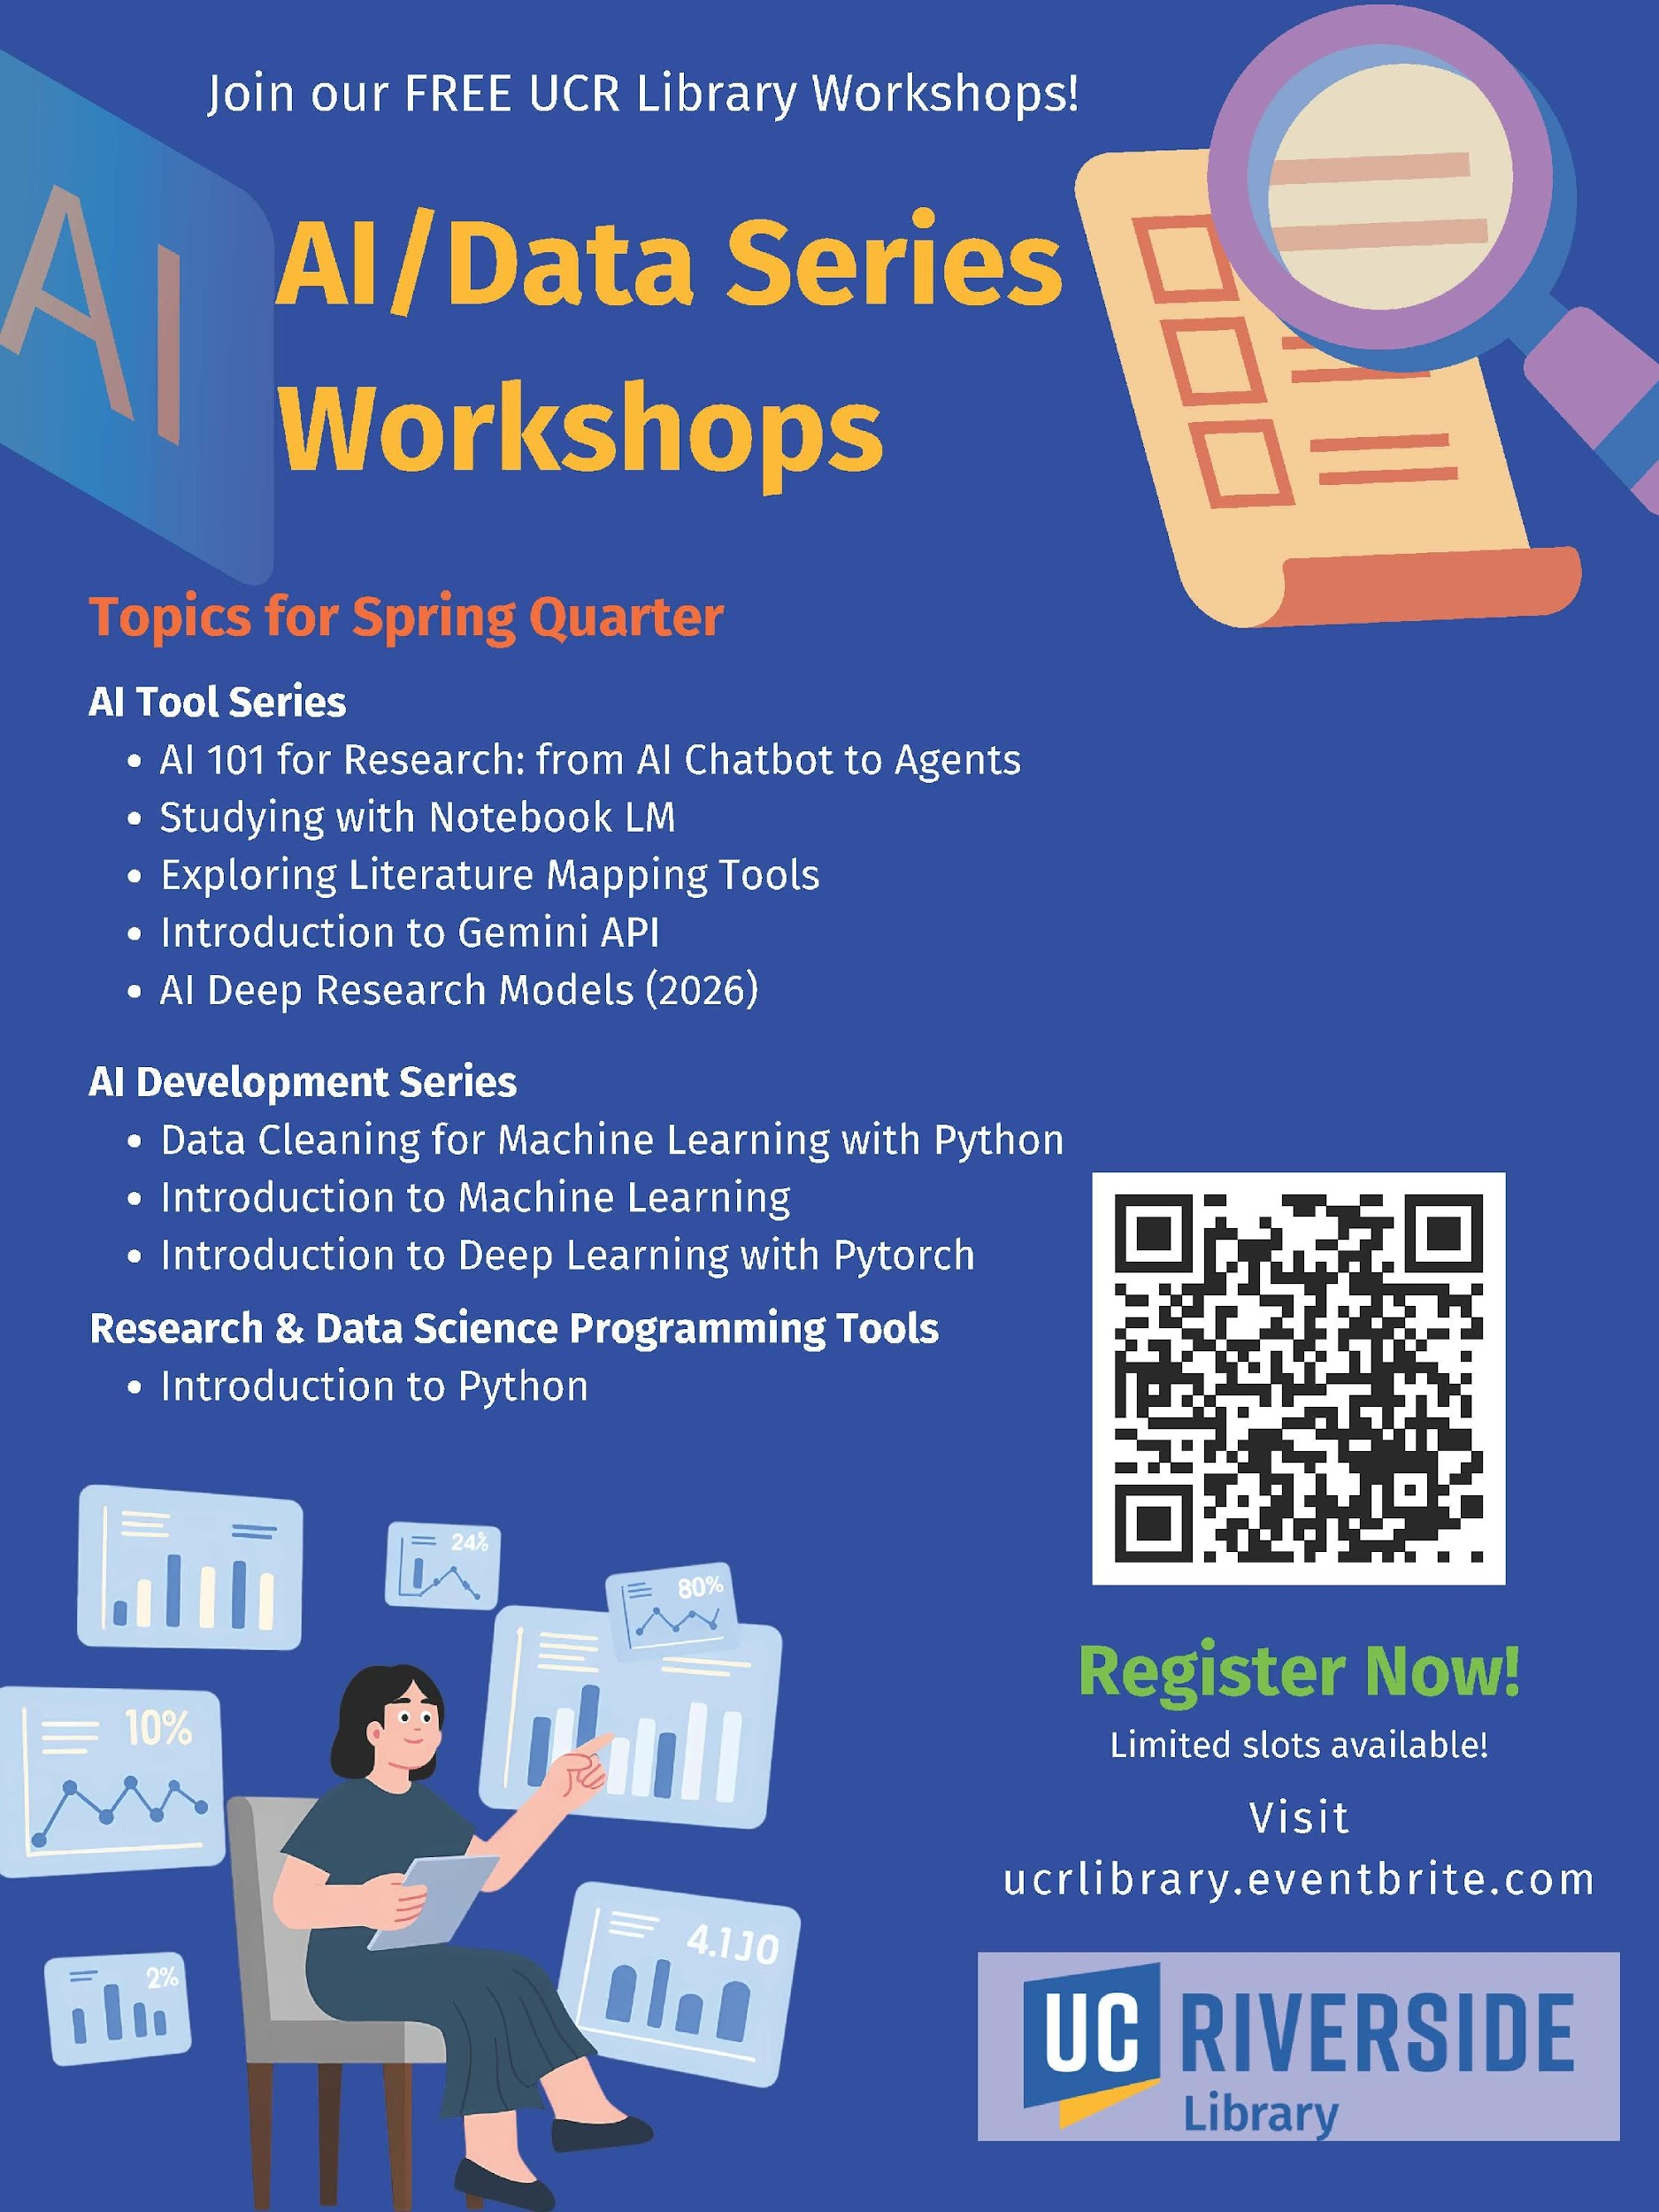 Join our FREE UCR Library Workshops!
AI
AI/Data Series
Workshops
Topics for Spring Quarter
AI Tool Series
• AI 101 for Research: from AI Chatbot to Agents
• Studying with Notebook LM
• Exploring Literature Mapping Tools
• Introduction to Gemini API
• AI Deep Research Models (2026)
AI Development Series
• Data Cleaning for Machine Learning with Python
• Introduction to Machine Learning
• Introduction to Deep Learning with Pytorch
Research & Data Science Programming Tools
• Introduction to Python
24%
80%
10%
4.1J0
2%
Register Now!
Limited slots available!
Visit
ucrlibrary.eventbrite.com
UC RIVERSIDE
Library